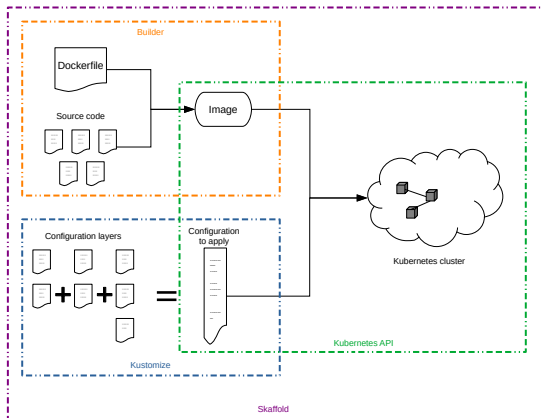 Builder
Dockerfile
Source code
Image
Configuration layers
Configuration
to apply
Kubernetes cluster
Kubernetes API
Kustomize
Skaffold